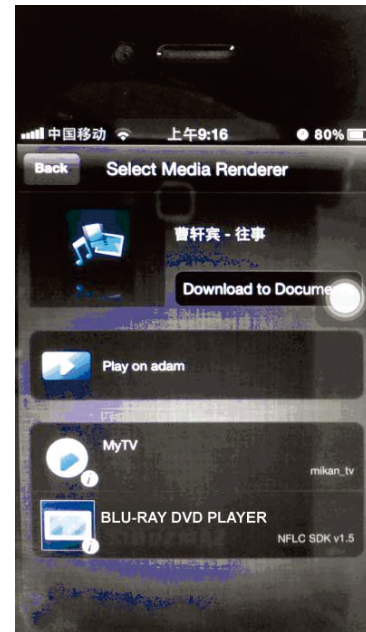 中国移动 上午9:16 80%
Back Select Media Renderer
曹轩宾 - 往事
Download to Docume
Play on adam
MyTV
mikan_tv
BLU-RAY DVD PLAYER
NFLC SDK v1.5